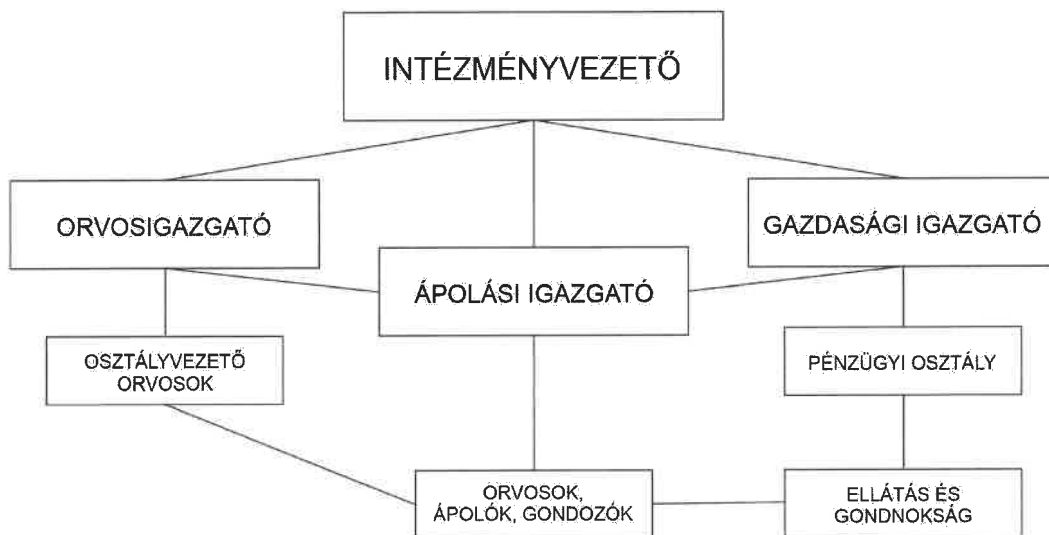 INTÉZMÉNYVEZETŐ
ORVOSIGAZGATÓ
GAZDASÁGI IGAZGATÓ
ÁPOLÁSI IGAZGATÓ
OSZTÁLYVEZETŐ
ORVOSOK
PÉNZÜGYI OSZTÁLY
ORVOSOK,
ÁPOLÓK, GONDOZÓK
ELLÁTÁS ÉS
GONDNOKSÁG